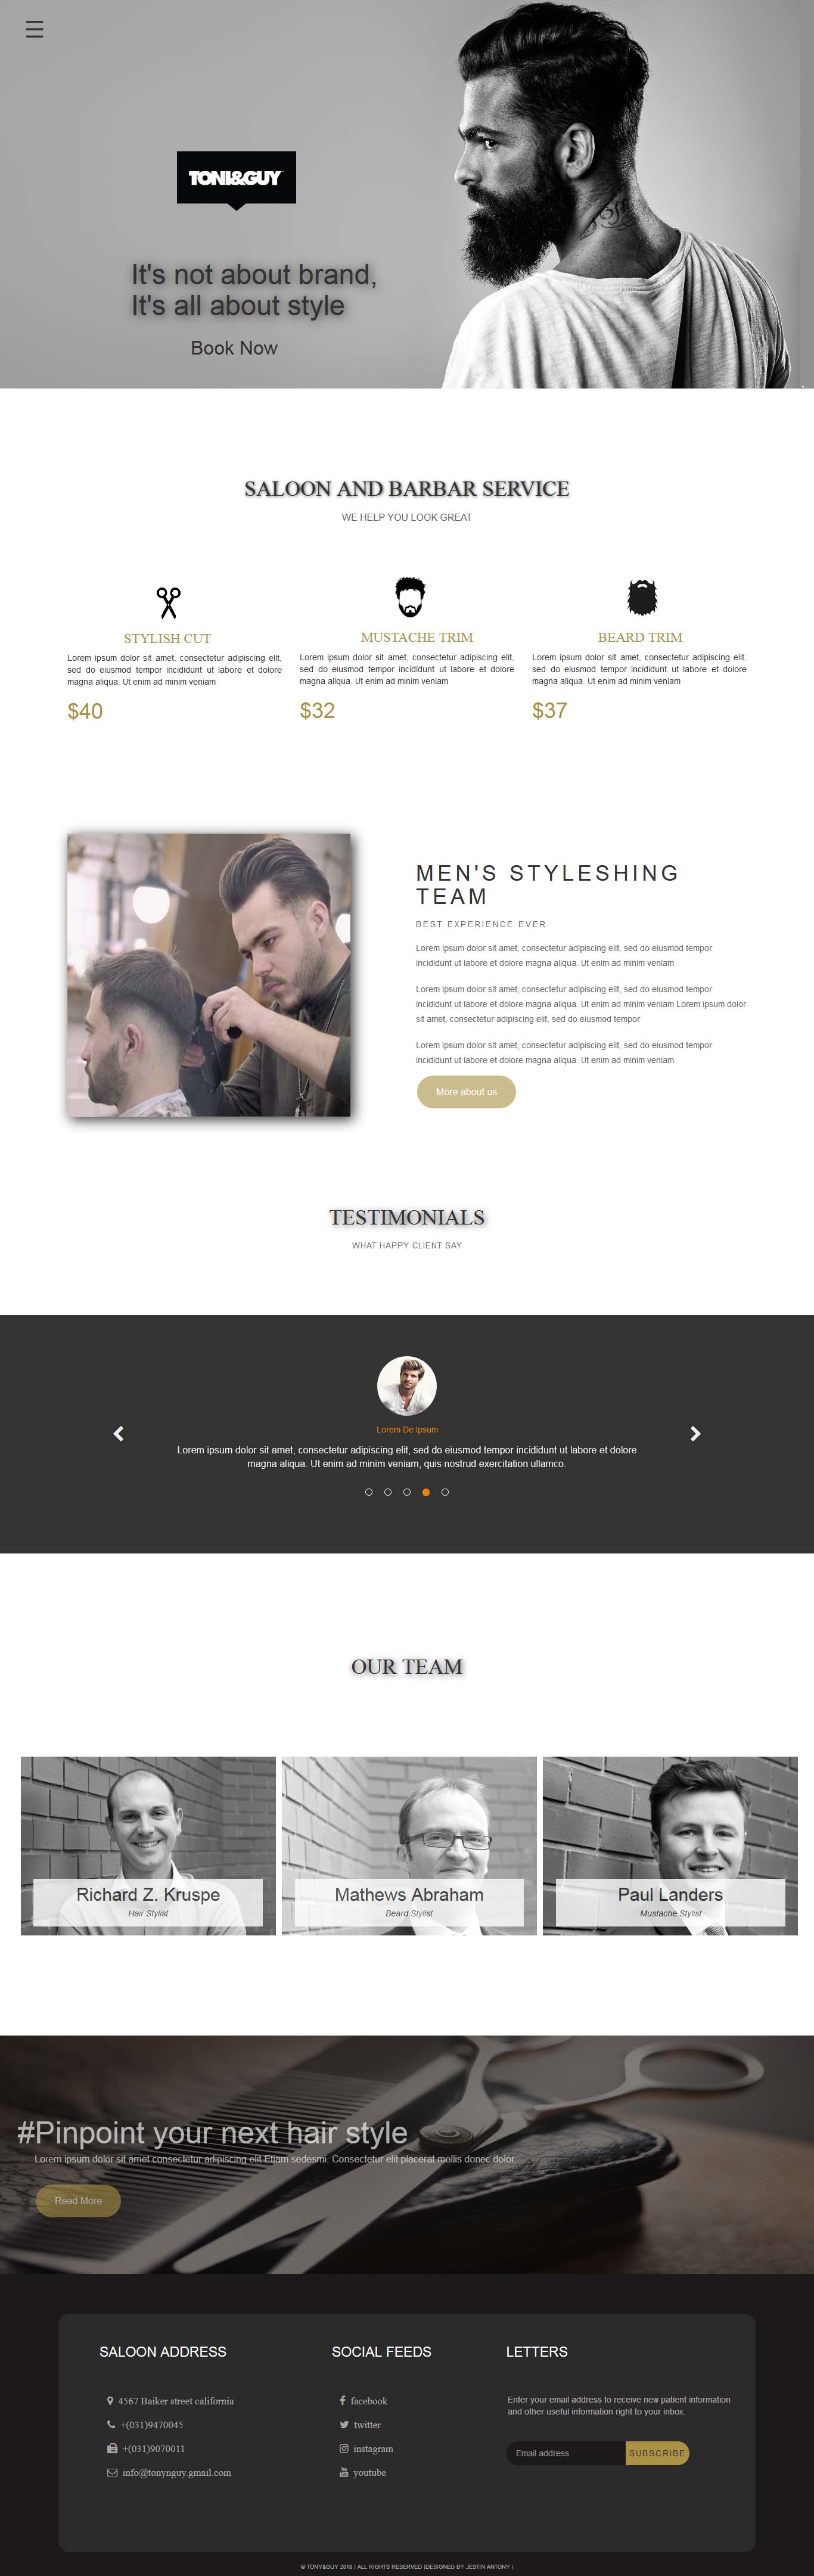 TONI&GUY
It's not about brand,
It's all about style
Book Now
SALOON AND BARBAR SERVICE
WE HELP YOU LOOK GREAT
STYLISH CUT
Lorem ipsum dolor sit amet, consectetur adipiscing elit,
sed do eiusmod tempor incididunt ut labore et dolore
magna aliqua. Ut enim ad minim veniam
$40
MUSTACHE TRIM
Lorem ipsum dolor sit amet, consectetur adipiscing elit,
sed do eiusmod tempor incididunt ut labore et dolore
magna aliqua. Ut enim ad minim veniam
$32
BEARD TRIM
Lorem ipsum dolor sit amet, consectetur adipiscing elit,
sed do eiusmod tempor incididunt ut labore et dolore
magna aliqua. Ut enim ad minim veniam
$37
MEN'S STYLESHING
TEAM
BEST EXPERIENCE EVER
Lorem ipsum dolor sit amet, consectetur adipiscing elit, sed do eiusmod tempor
incididunt ut labore et dolore magna aliqua. Ut enim ad minim veniam
Lorem ipsum dolor sit amet, consectetur adipiscing elit, sed do eiusmod tempor
incididunt ut labore et dolore magna aliqua. Ut enim ad minim veniam Lorem ipsum dolor
sit amet, consectetur adipiscing elit, sed do eiusmod tempor
Lorem ipsum dolor sit amet, consectetur adipiscing elit, sed do eiusmod tempor
incididunt ut labore et dolore magna aliqua. Ut enim ad minim veniam
More about us
TESTIMONIALS
WHAT HAPPY CLIENT SAY
Lorem De Ipsum
Lorem ipsum dolor sit amet, consectetur adipiscing elit, sed do eiusmod tempor incididunt ut labore et dolore
magna aliqua. Ut enim ad minim veniam, quis nostrud exercitation ullamco.
OUR TEAM
Richard Z. Kruspe
Hair Stylist
Mathews Abraham
Beard Stylist
Paul Landers
Mustache Stylist
#Pinpoint your next hair style
Lorem ipsum dolor sit amet consectetur adipiscing elit Etiam sedesmi. Consectetur elit placerat mollis donec dolor.
Read More
SALOON ADDRESS
4567 Baiker street california
+(031)9470045
+(031)9070011
info@tonynguy.gmail.com
SOCIAL FEEDS
facebook
twitter
instagram
youtube
LETTERS
Enter your email address to receive new patient information
and other useful information right to your inbox.
Email address
SUBSCRIBE
© TONY&GUY 2018 | ALL RIGHTS RESERVED |DESIGNED BY JESTIN ANTONY |